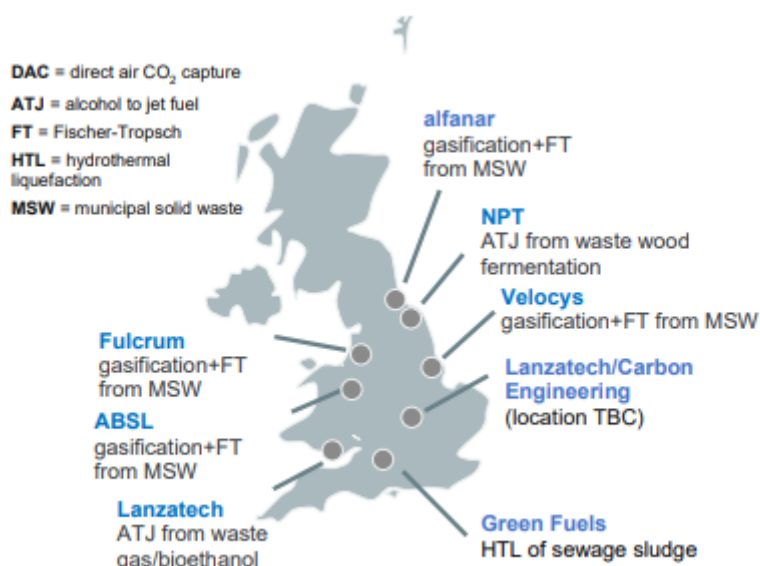 DAC = direct air CO₂ capture
ATJ = alcohol to jet fuel
FT = Fischer-Tropsch
HTL = hydrothermal
liquefaction
MSW = municipal solid waste
alfanar
gasification+FT
from MSW
NPT
ATJ from waste wood
fermentation
Velocys
gasification+FT from MSW
Fulcrum
gasification+FT
from MSW
Lanzatech/Carbon
Engineering
(location TBC)
ABSL
gasification+FT
from MSW
Lanzatech
ATJ from waste
gas/bioethanol
Green Fuels
HTL of sewage sludge